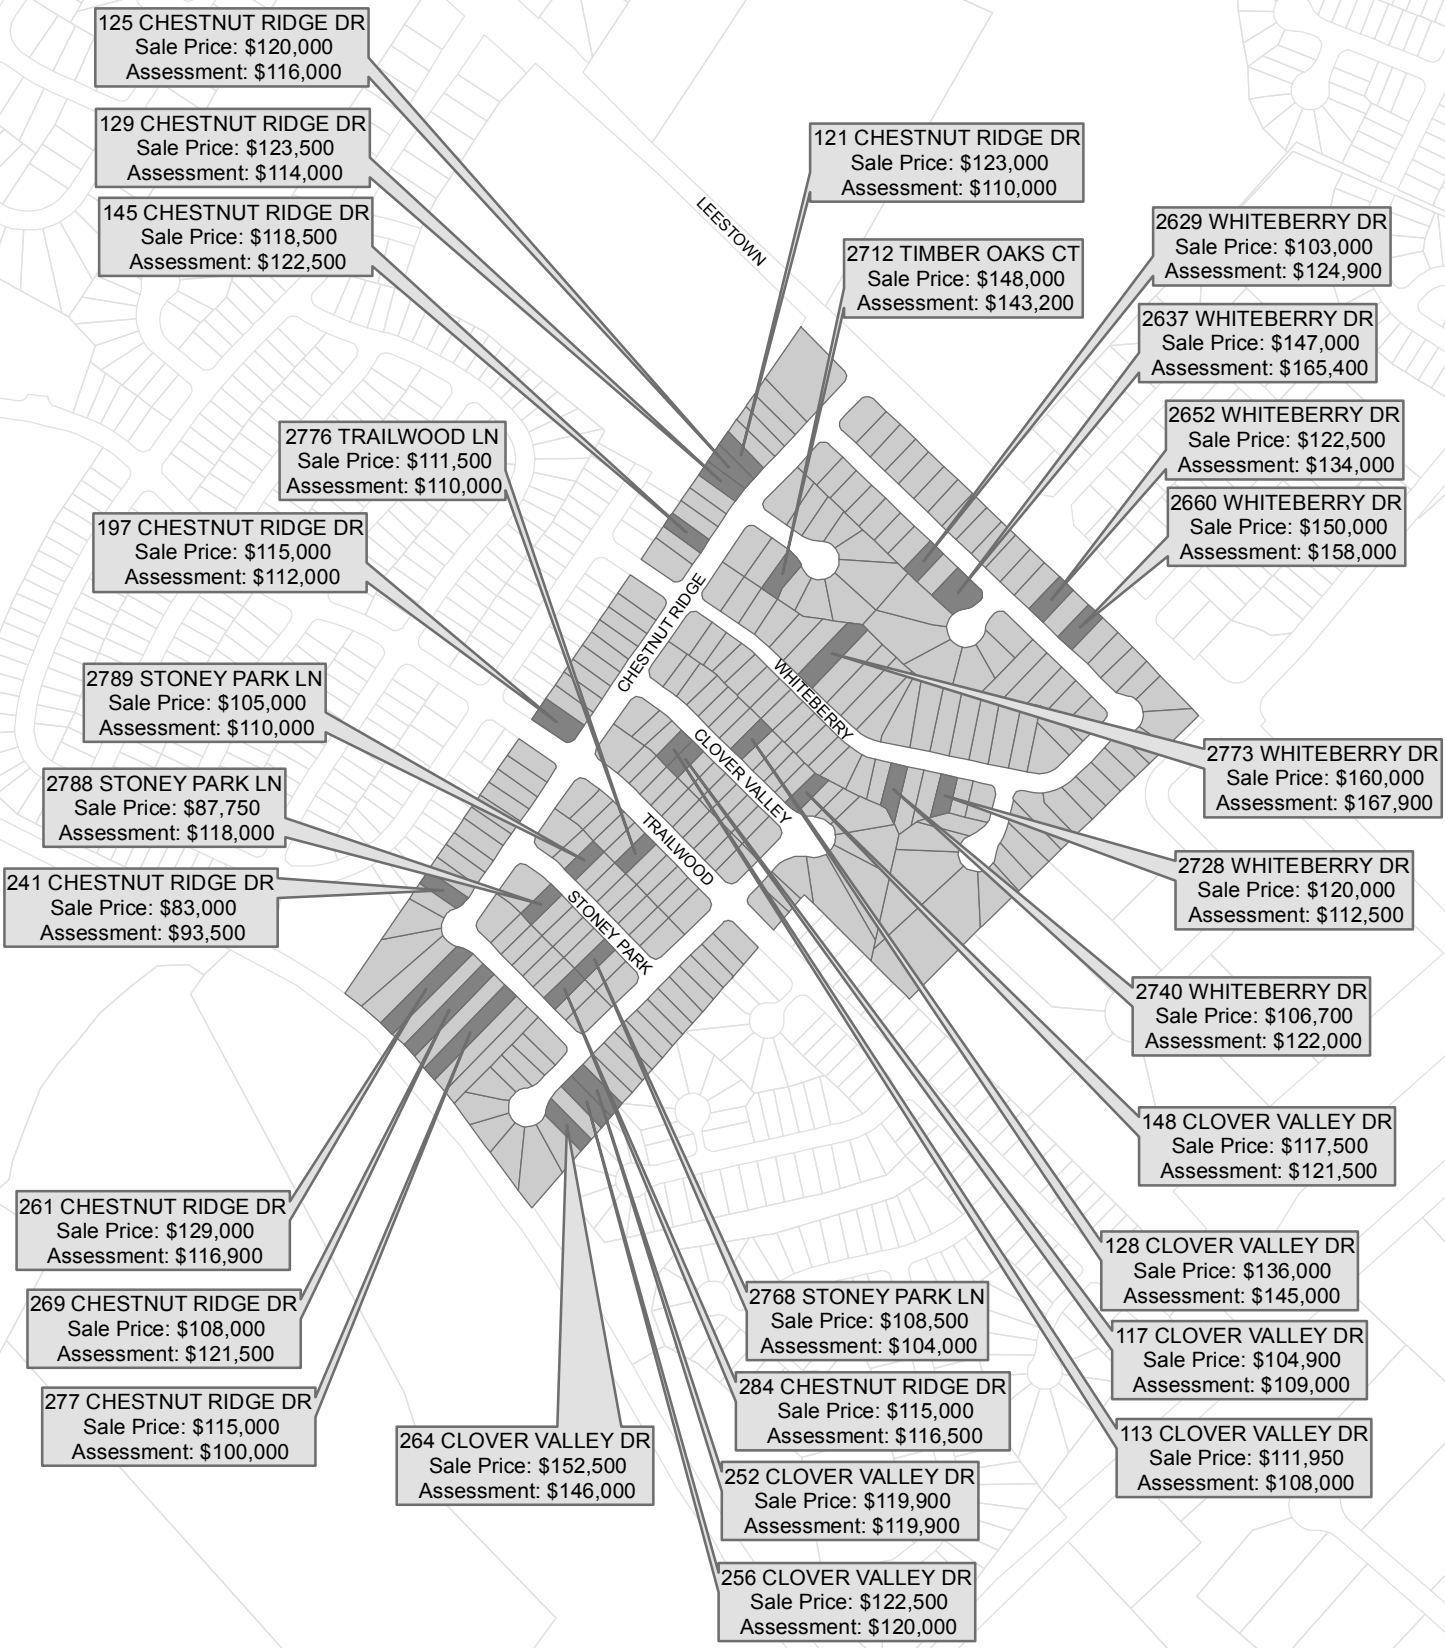 125 CHESTNUT RIDGE DR
Sale Price: $120,000
Assessment: $116,000
129 CHESTNUT RIDGE DR
Sale Price: $123,500
Assessment: $114,000
145 CHESTNUT RIDGE DR
Sale Price: $118,500
Assessment: $122,500
121 CHESTNUT RIDGE DR
Sale Price: $123,000
Assessment: $110,000
LEESTOWN
2712 TIMBER OAKS CT
Sale Price: $148,000
Assessment: $143,200
2629 WHITEBERRY DR
Sale Price: $103,000
Assessment: $124,900
2637 WHITEBERRY DR
Sale Price: $147,000
Assessment: $165,400
2652 WHITEBERRY DR
Sale Price: $122,500
Assessment: $134,000
2660 WHITEBERRY DR
Sale Price: $150,000
Assessment: $158,000
2776 TRAILWOOD LN
Sale Price: $111,500
Assessment: $110,000
197 CHESTNUT RIDGE DR
Sale Price: $115,000
Assessment: $112,000
2789 STONEY PARK LN
Sale Price: $105,000
Assessment: $110,000
2788 STONEY PARK LN
Sale Price: $87,750
Assessment: $118,000
241 CHESTNUT RIDGE DR
Sale Price: $83,000
Assessment: $93,500
CHESTNUT RIDGE
WHITEBERRY
CLOVER VALLEY
TRAILWOOD
STONEY PARK
2773 WHITEBERRY DR
Sale Price: $160,000
Assessment: $167,900
2728 WHITEBERRY DR
Sale Price: $120,000
Assessment: $112,500
2740 WHITEBERRY DR
Sale Price: $106,700
Assessment: $122,000
148 CLOVER VALLEY DR
Sale Price: $117,500
Assessment: $121,500
128 CLOVER VALLEY DR
Sale Price: $136,000
Assessment: $145,000
117 CLOVER VALLEY DR
Sale Price: $104,900
Assessment: $109,000
113 CLOVER VALLEY DR
Sale Price: $111,950
Assessment: $108,000
261 CHESTNUT RIDGE DR
Sale Price: $129,000
Assessment: $116,900
269 CHESTNUT RIDGE DR
Sale Price: $108,000
Assessment: $121,500
277 CHESTNUT RIDGE DR
Sale Price: $115,000
Assessment: $100,000
264 CLOVER VALLEY DR
Sale Price: $152,500
Assessment: $146,000
2768 STONEY PARK LN
Sale Price: $108,500
Assessment: $104,000
284 CHESTNUT RIDGE DR
Sale Price: $115,000
Assessment: $116,500
252 CLOVER VALLEY DR
Sale Price: $119,900
Assessment: $119,900
256 CLOVER VALLEY DR
Sale Price: $122,500
Assessment: $120,000